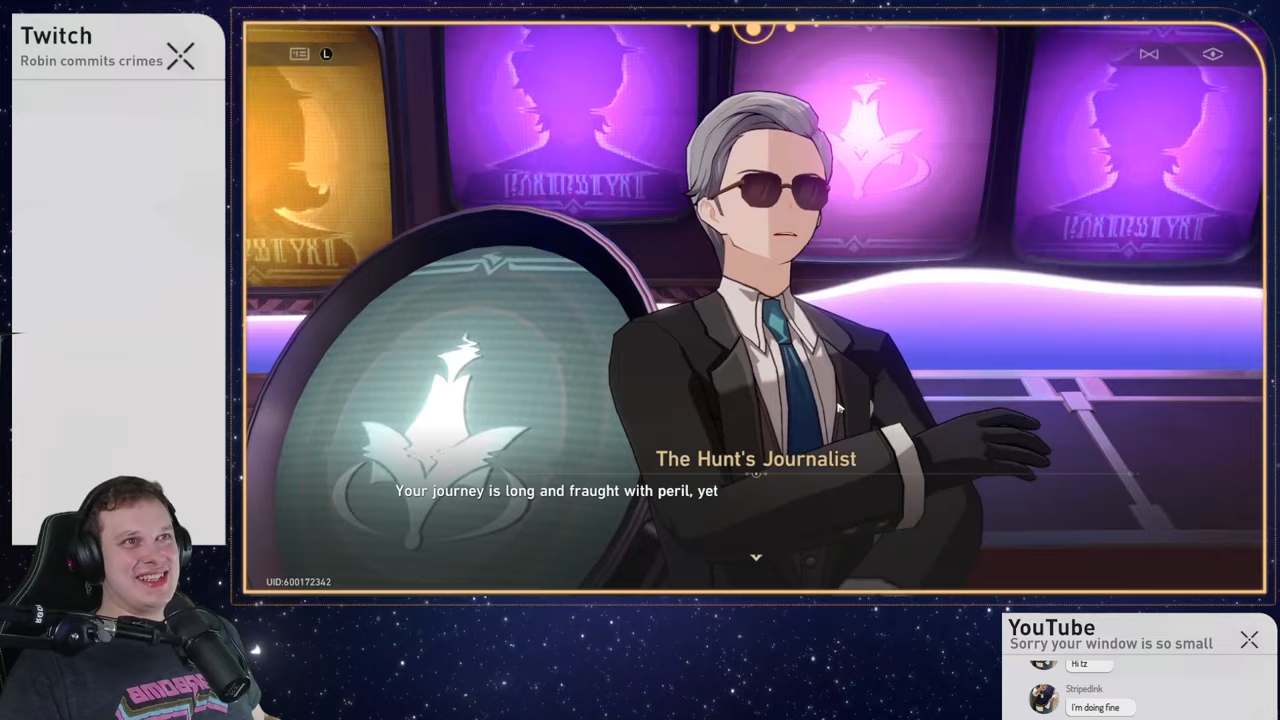 Twitch
Robin commits crimes
L
The Hunt's Journalist
Your journey is long and fraught with peril, yet
UID:600172342
YouTube
Sorry your window is so small
Hi tz
StripedInk
I'm doing fine